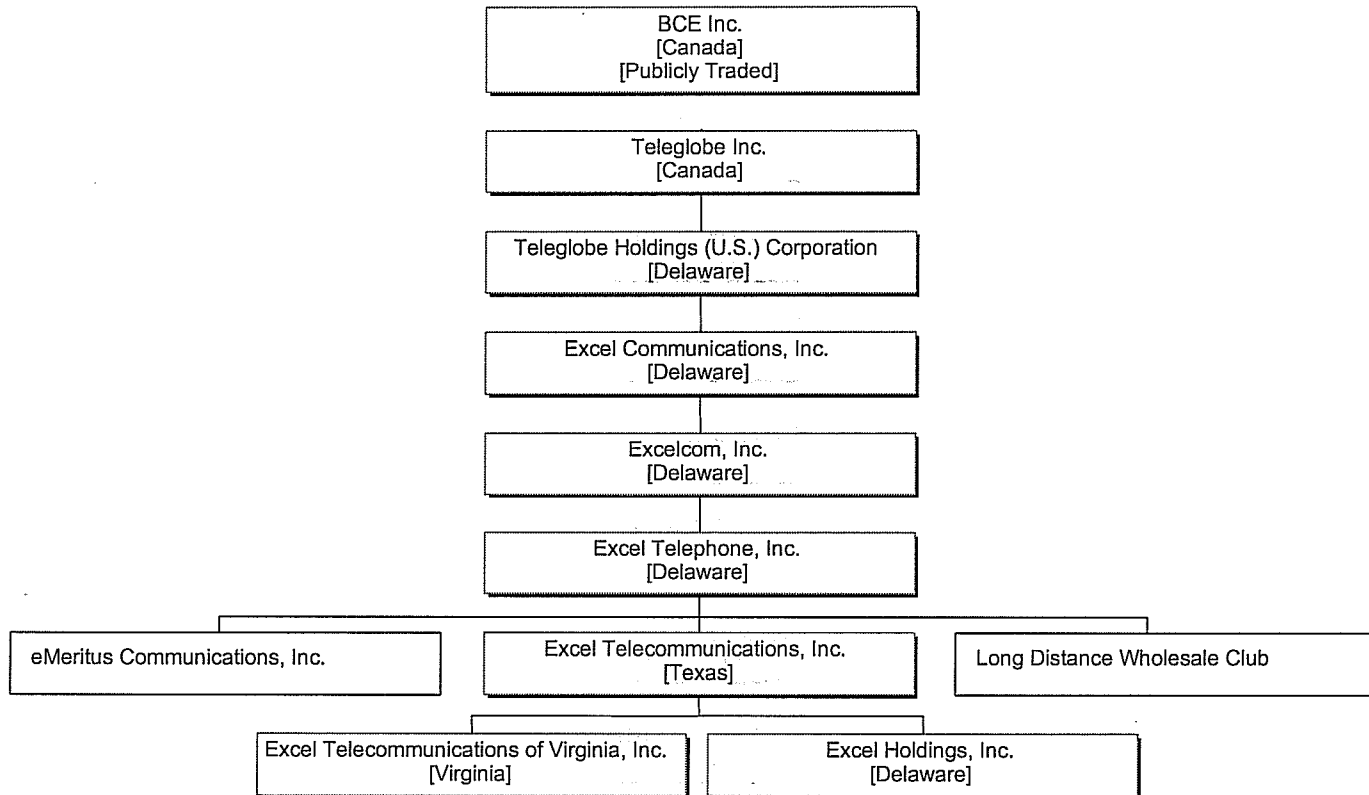 BCE Inc.
[Canada]
[Publicly Traded]
Teleglobe Inc.
[Canada]
Teleglobe Holdings (U.S.) Corporation
[Delaware]
Excel Communications, Inc.
[Delaware]
Excelcom, Inc.
[Delaware]
Excel Telephone, Inc.
[Delaware]
eMeritus Communications, Inc.
Excel Telecommunications, Inc.
[Texas]
Long Distance Wholesale Club
Excel Telecommunications of Virginia, Inc.
[Virginia]
Excel Holdings, Inc.
[Delaware]